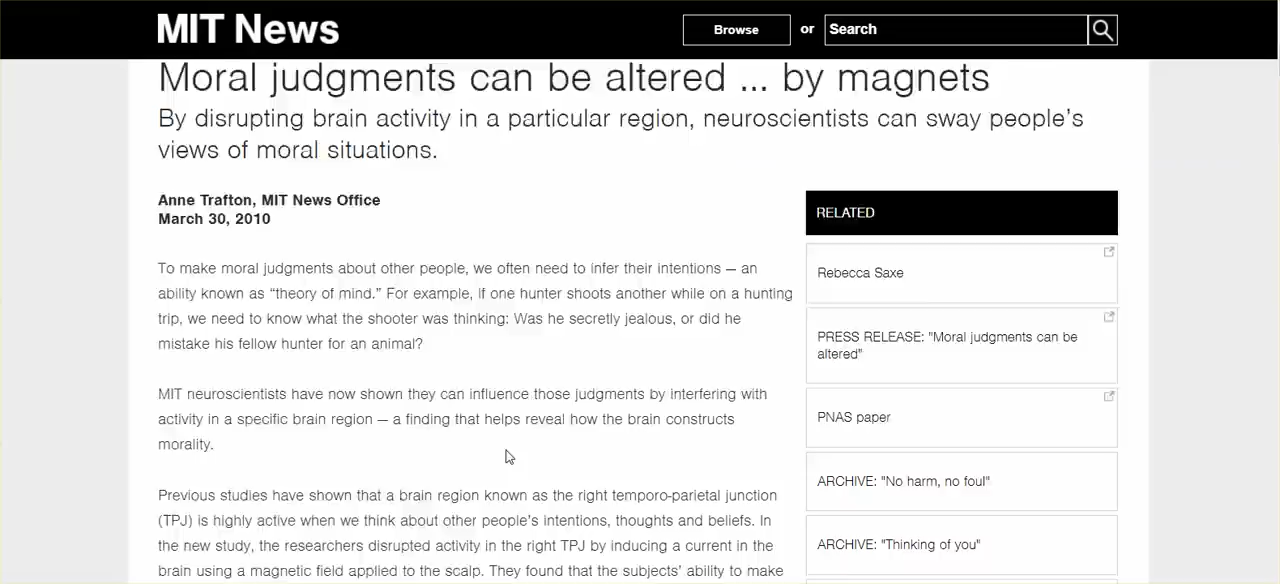 MIT News
Browse or Search
Moral judgments can be altered ... by magnets
By disrupting brain activity in a particular region, neuroscientists can sway people’s
views of moral situations.
Anne Trafton, MIT News Office
March 30, 2010
To make moral judgments about other people, we often need to infer their intentions — an
ability known as “theory of mind.” For example, if one hunter shoots another while on a hunting
trip, we need to know what the shooter was thinking: Was he secretly jealous, or did he
mistake his fellow hunter for an animal?
MIT neuroscientists have now shown they can influence those judgments by interfering with
activity in a specific brain region — a finding that helps reveal how the brain constructs
morality.
Previous studies have shown that a brain region known as the right temporo-parietal junction
(TPJ) is highly active when we think about other people’s intentions, thoughts and beliefs. In
the new study, the researchers disrupted activity in the right TPJ by inducing a current in the
brain using a magnetic field applied to the scalp. They found that the subjects’ ability to make
RELATED
Rebecca Saxe
PRESS RELEASE: "Moral judgments can be
altered"
PNAS paper
ARCHIVE: "No harm, no foul"
ARCHIVE: "Thinking of you"